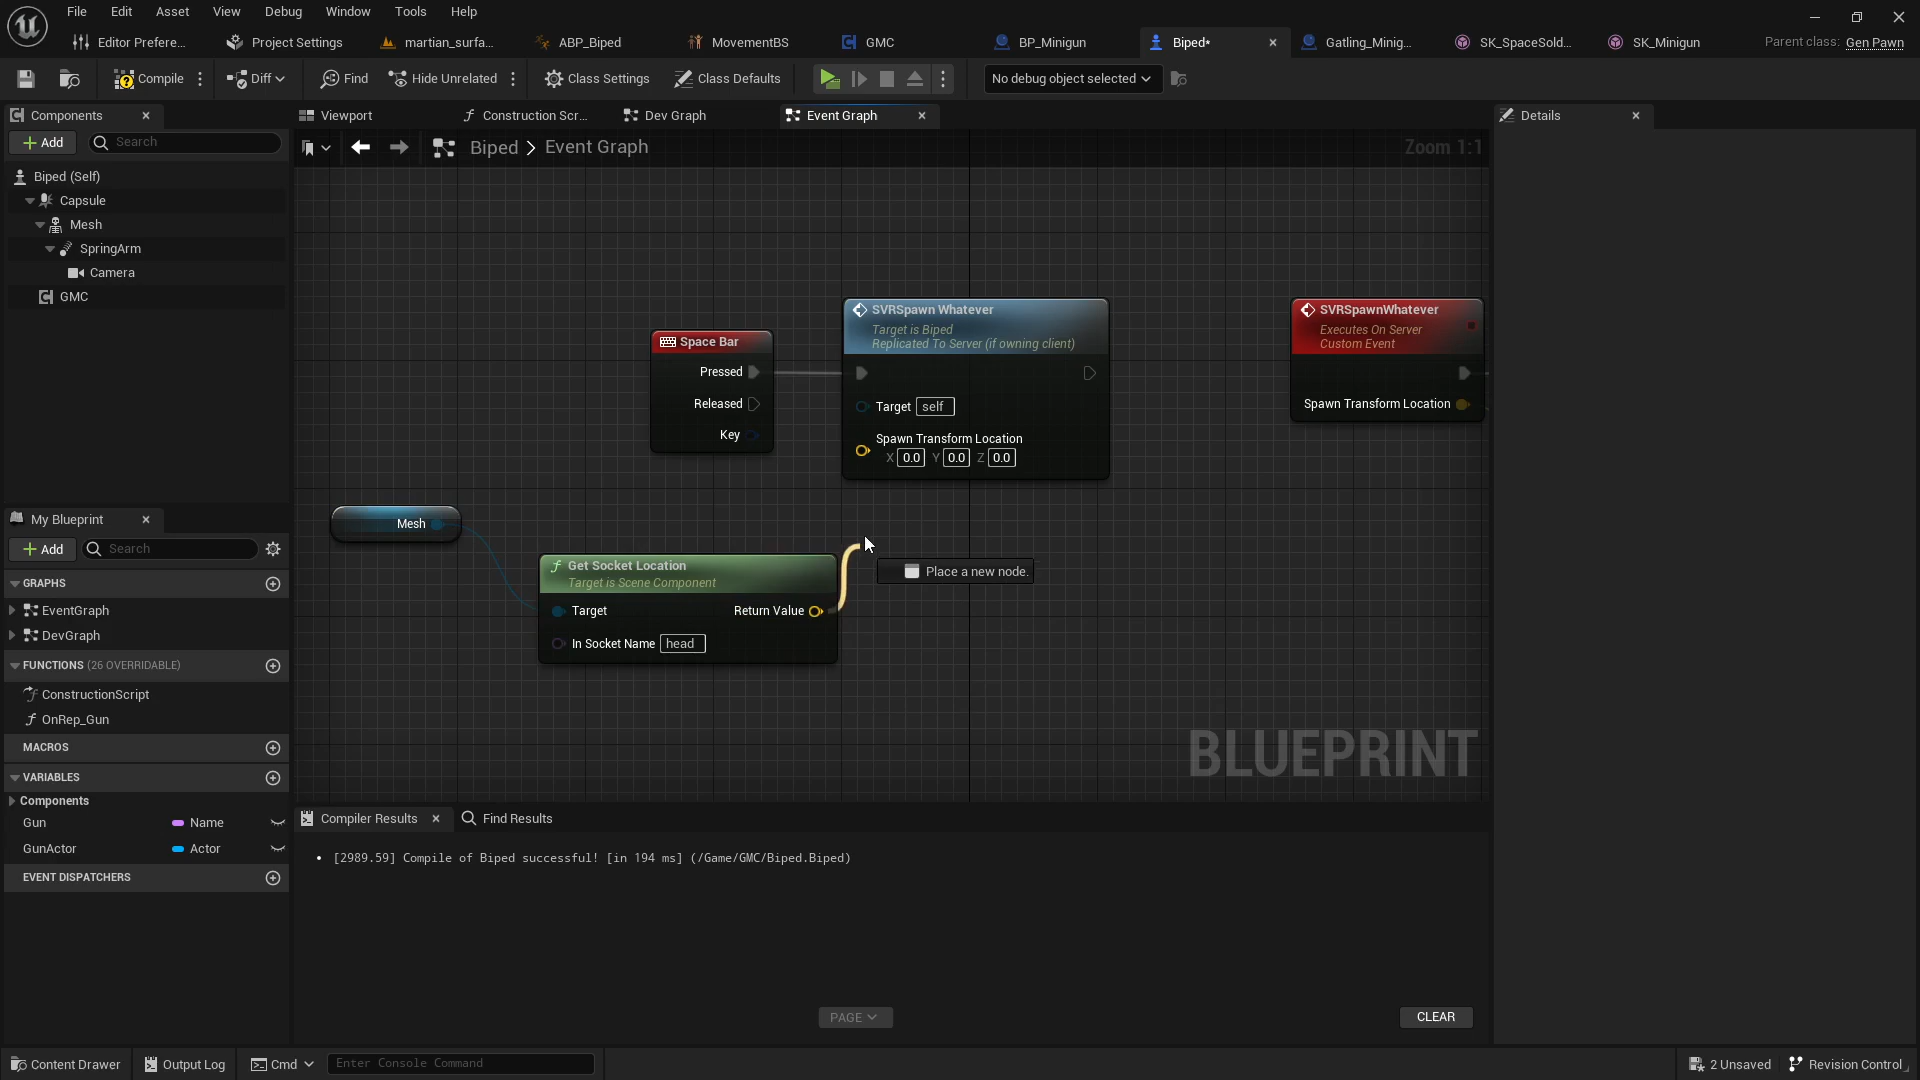 File Edit Asset View Debug Window Tools Help
Editor Prefere... Project Settings martian_surfa... ABP_Biped MovementBS GMC BP_Minigun Biped* Gatling_Minig... SK_SpaceSold... SK_Minigun Parent class: Gen Pawn
Compile Diff Find Hide Unrelated Class Settings Class Defaults No debug object selected
Components Viewport Construction Scr... Dev Graph Event Graph Details
Add Search
Biped > Event Graph Zoom 1:1
Biped (Self)
Capsule
Mesh
SpringArm
Camera
GMC
SVRSpawn Whatever
Target is Biped
Replicated To Server (if owning client)
Target self
Spawn Transform Location
X 0.0 Y 0.0 Z 0.0
SVRSpawnWhatever
Executes On Server
Custom Event
Spawn Transform Location
Space Bar
Pressed
Released
Key
Mesh
Get Socket Location
Target is Scene Component
Target Return Value
In Socket Name head
Place a new node.
BLUEPRINT
My Blueprint
Add Search
GRAPHS
EventGraph
DevGraph
FUNCTIONS (26 OVERRIDABLE)
ConstructionScript
OnRep_Gun
MACROS
VARIABLES
Components
Gun Name
GunActor Actor
EVENT DISPATCHERS
Compiler Results Find Results
[2989.59] Compile of Biped successful! [in 194 ms] (/Game/GMC/Biped.Biped)
PAGE CLEAR
Content Drawer Output Log Cmd Enter Console Command 2 Unsaved Revision Control